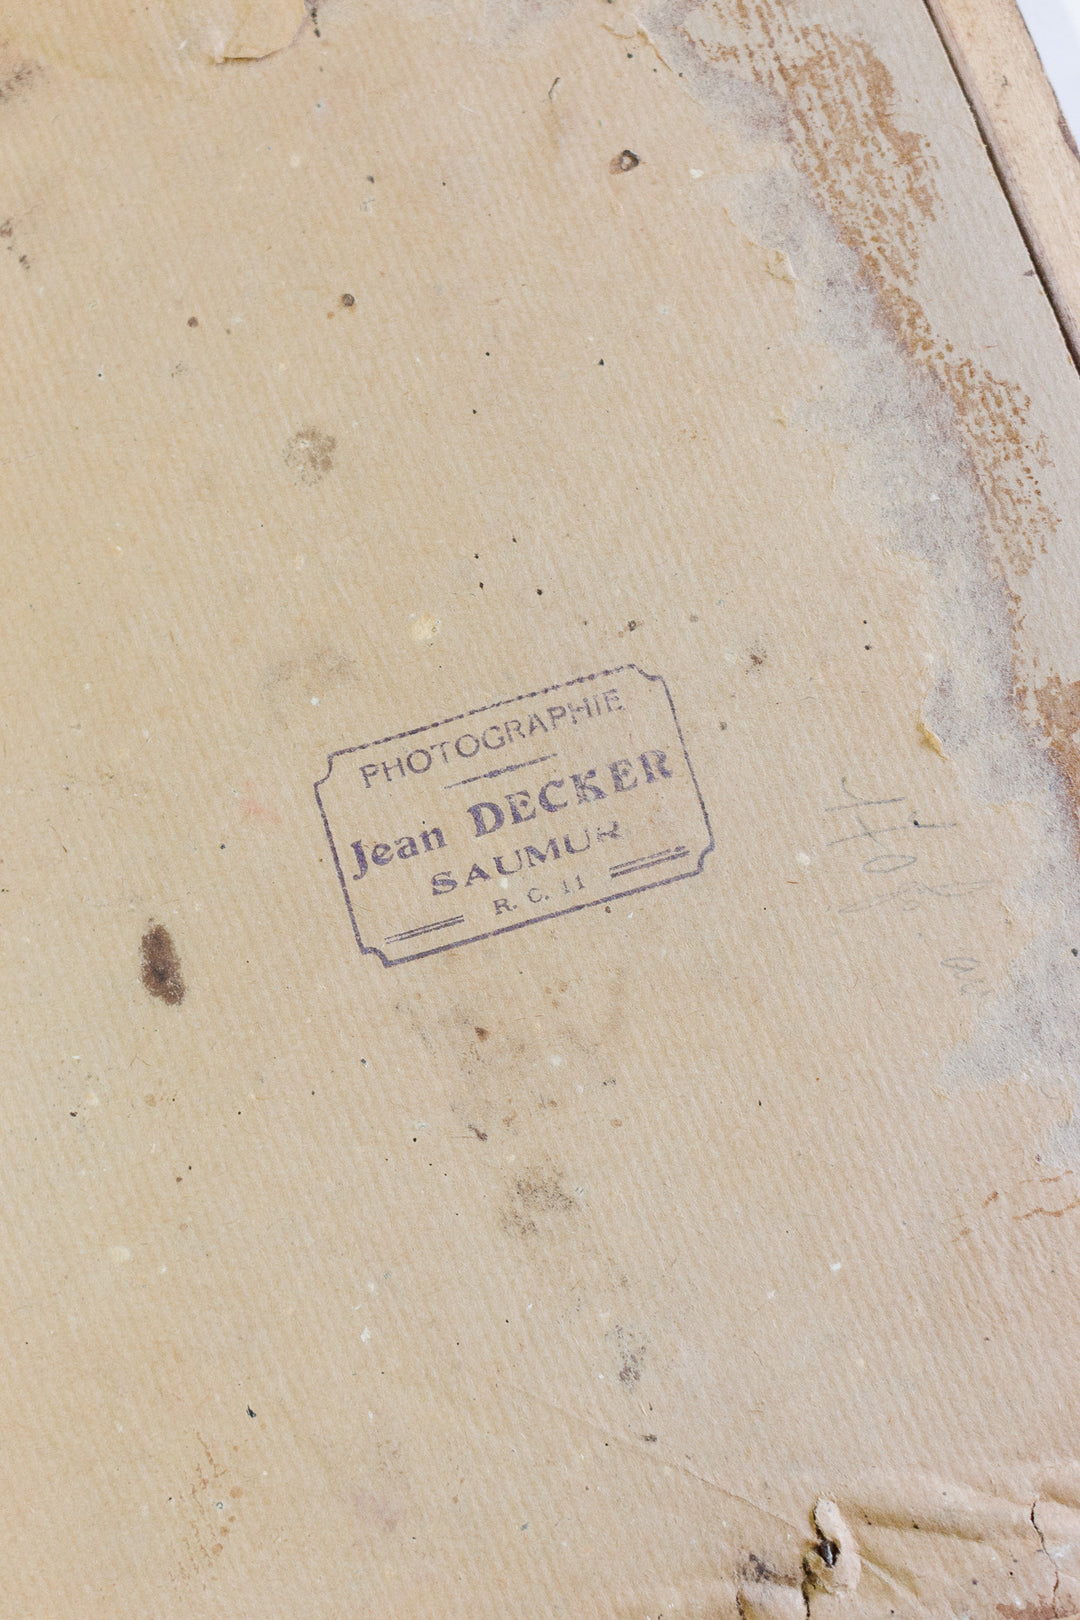 PHOTOGRAPHIE
Jean DECKER
SAUMUR
R. C. 11